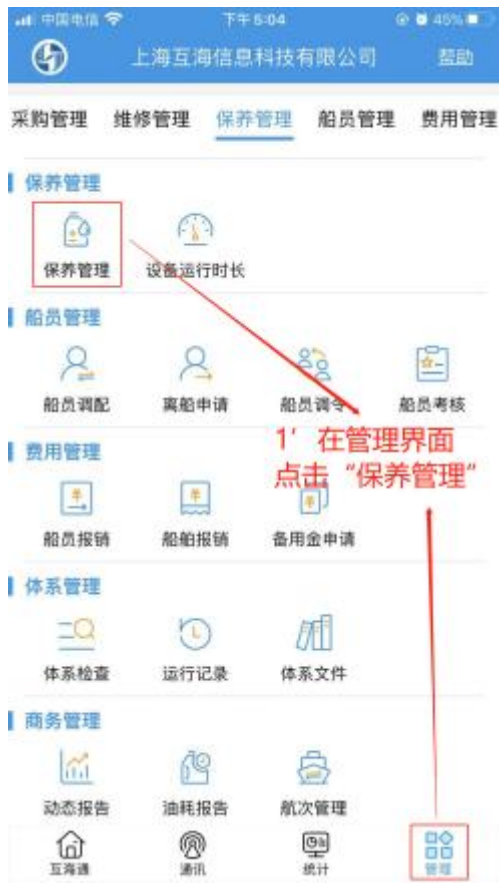 中国电信 下午5:04 45%
上海互海信息科技有限公司 帮助
采购管理 维修管理 保养管理 船员管理 费用管理
保养管理
保养管理 设备运行时长
船员管理
船员调配 离船申请 船员调令 船员考核
1’在管理界面
费用管理
点击“保养管理”
船员报销 船舶报销 备用金申请
体系管理
体系检查 运行记录 体系文件
商务管理
动态报告 油耗报告 航次管理
互海通 通讯 统计 管理